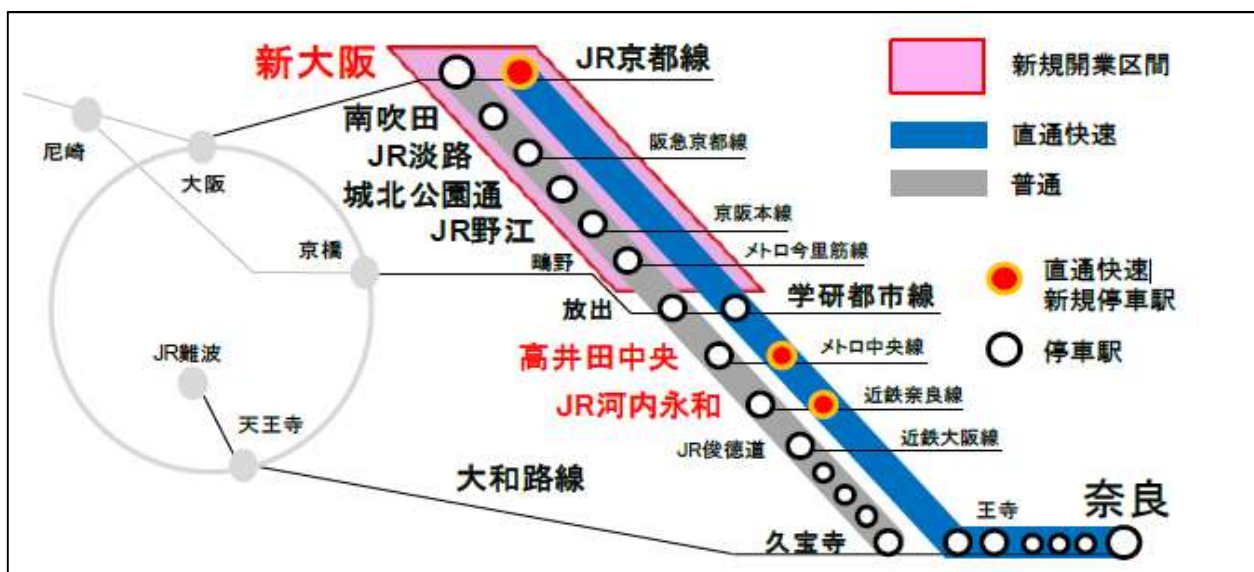 新大阪
JR京都線
新規開業区間
南吹田
阪急京都線
直通快速
尼崎
JR淡路
大阪
城北公園通
普通
JR野江
京阪本線
京橋
鴫野
メトロ今里筋線
直通快速
新規停車駅
放出
学研都市線
JR難波
高井田中央
メトロ中央線
停車駅
JR河内永和
近鉄奈良線
天王寺
JR俊徳道
近鉄大阪線
大和路線
王寺
奈良
久宝寺